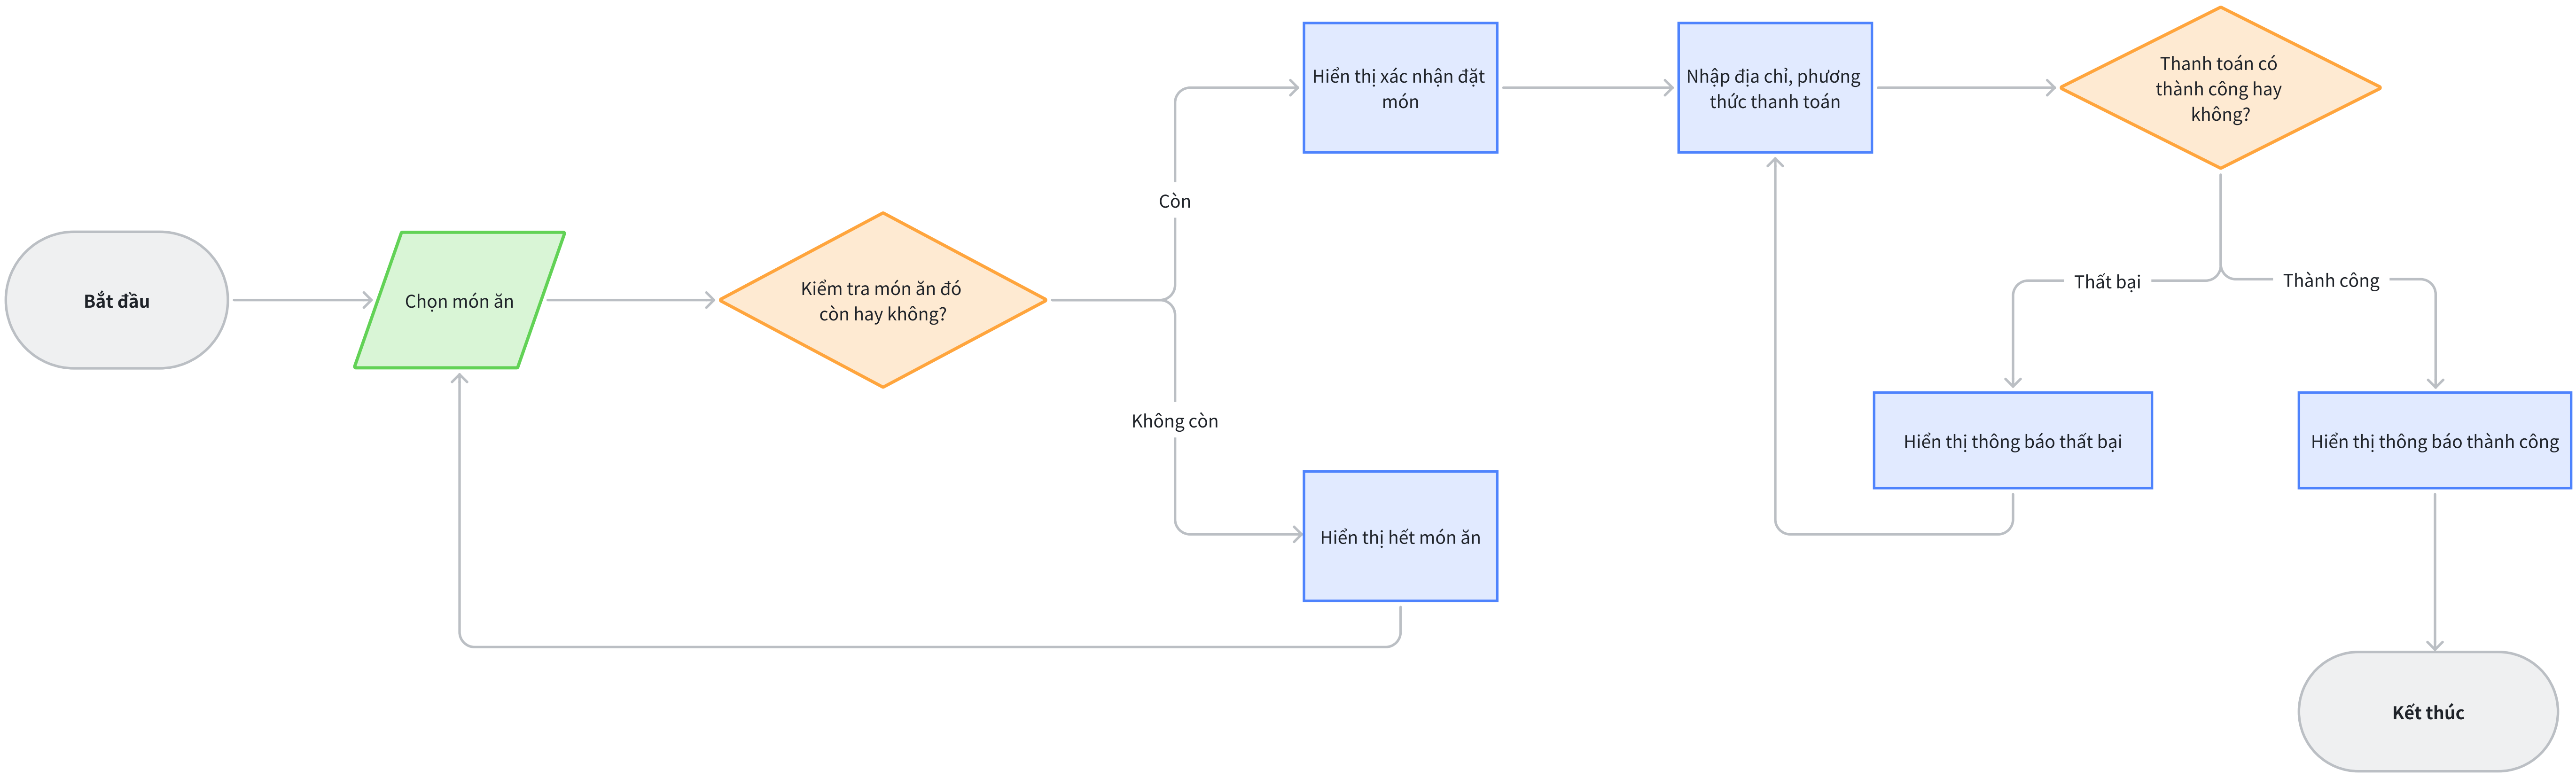 Bắt đầu
Chọn món ăn
Kiểm tra món ăn đó
còn hay không?
Còn
Không còn
Hiển thị xác nhận đặt
món
Hiển thị hết món ăn
Nhập địa chỉ, phương
thức thanh toán
Thanh toán có
thành công hay
không?
Thất bại
Thành công
Hiển thị thông báo thất bại
Hiển thị thông báo thành công
Kết thúc